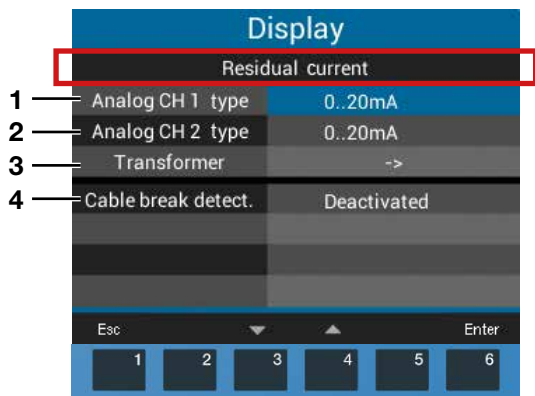 Display
Residual current
1 Analog CH 1 type 0..20mA
2 Analog CH 2 type 0..20mA
3 Transformer ->
4 Cable break detect. Deactivated
Esc Enter
1 2 3 4 5 6